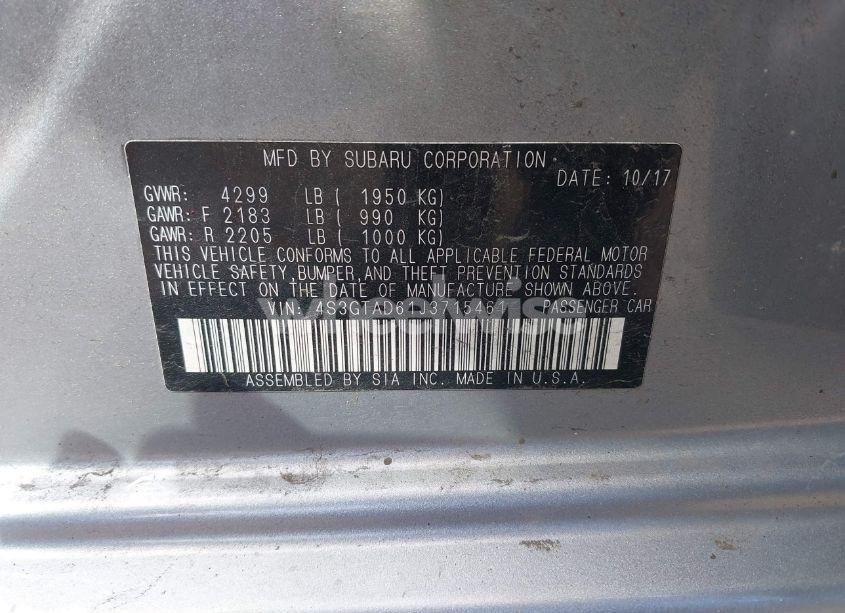 MFD BY SUBARU CORPORATION
DATE: 10/17
GVWR: 4299 LB ( 1950 KG)
GAWR: F 2183 LB ( 990 KG)
GAWR: R 2205 LB ( 1000 KG)
THIS VEHICLE CONFORMS TO ALL APPLICABLE FEDERAL MOTOR
VEHICLE SAFETY,BUMPER,AND THEFT PREVENTION STANDARDS
IN EFFECT ON THE DATE OF MANUFACTURE SHOWN ABOVE.
VIN: PASSENGER CAR
wheelwise
ASSEMBLED BY SIA INC. MADE IN U.S.A.